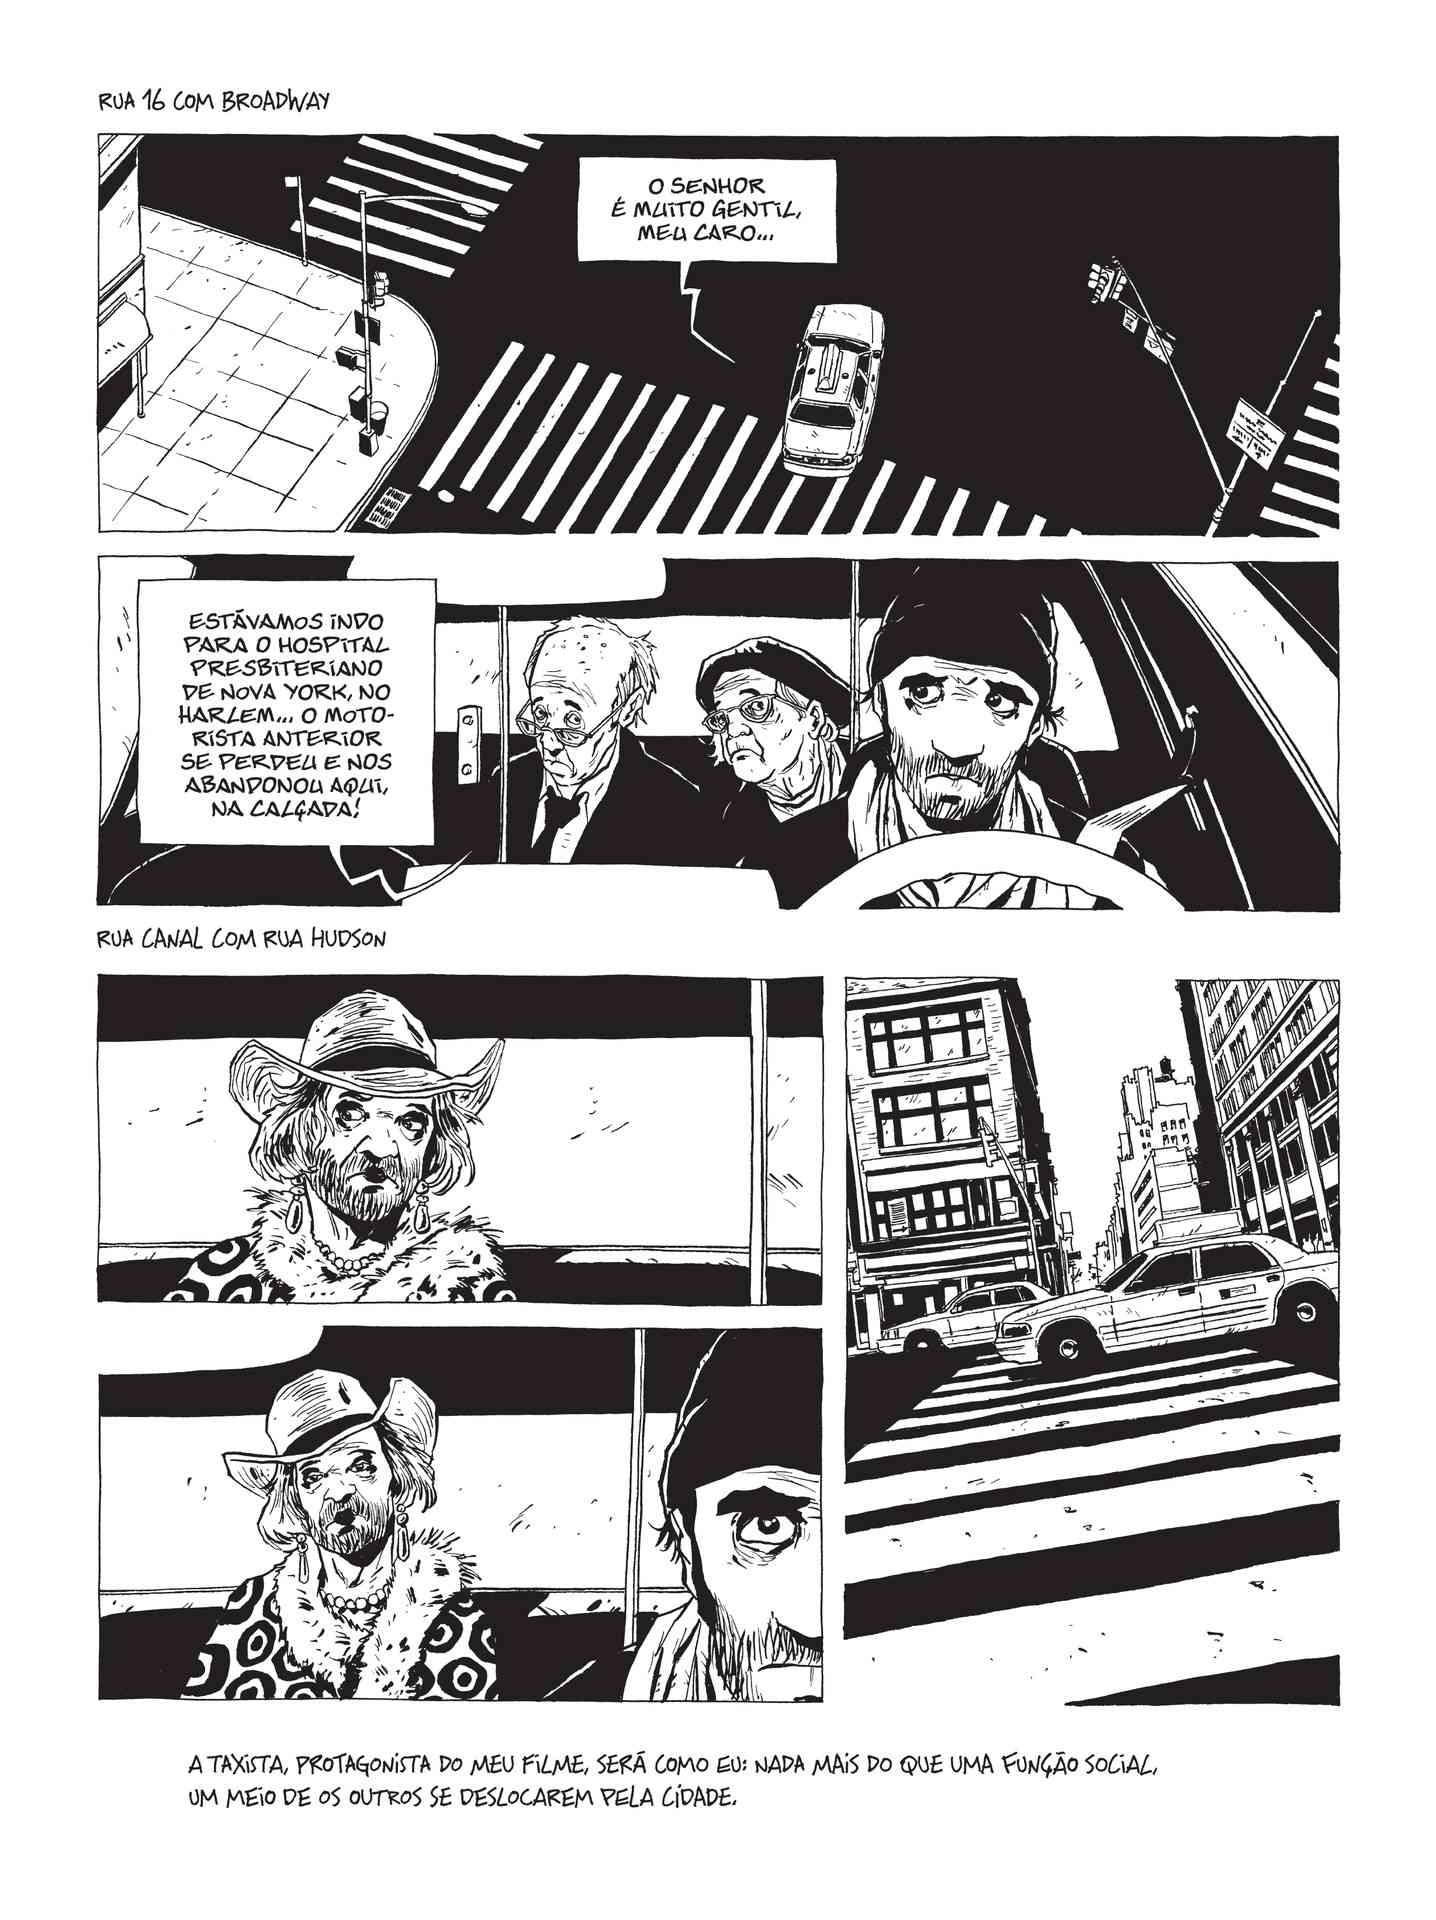 RUA 16 COM BROADWAY
O SENHOR
É MUITO GENTIL,
MEU CARO...
ESTÁVAMOS INDO
PARA O HOSPITAL
PRESBITERIANO
DE NOVA YORK, NO
HARLEM... O MOTO-
RISTA ANTERIOR
SE PERDEU E NOS
ABANDONOU AQUI,
NA CALÇADA!
RUA CANAL COM RUA HUDSON
A TAXISTA, PROTAGONISTA DO MEU FILME, SERÁ COMO EU: NADA MAIS DO QUE UMA FUNÇÃO SOCIAL,
UM MEIO DE OS OUTROS SE DESLOCAREM PELA CIDADE.